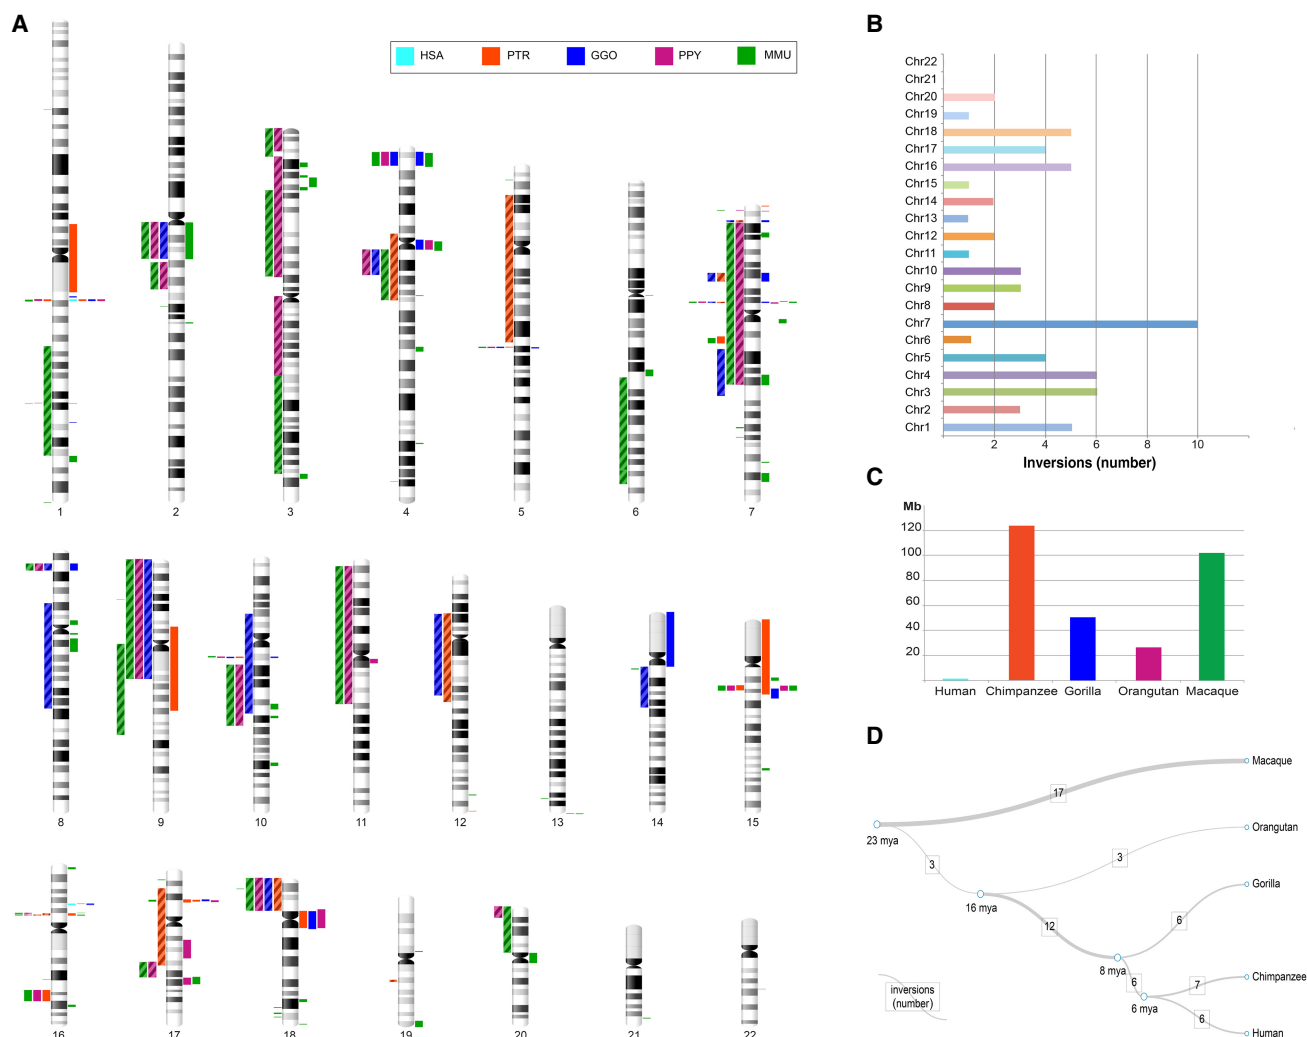 A
HSA PTR GGO PPY MMU
1 2 3 4 5 6 7
8 9 10 11 12 13 14 15
16 17 18 19 20 21 22
B
Chr22
Chr21
Chr20
Chr19
Chr18
Chr17
Chr16
Chr15
Chr14
Chr13
Chr12
Chr11
Chr10
Chr9
Chr8
Chr7
Chr6
Chr5
Chr4
Chr3
Chr2
Chr1
2 4 6 8 10
Inversions (number)
C
Mb
120
100
80
60
40
20
Human Chimpanzee Gorilla Orangutan Macaque
D
Macaque
17
Orangutan
23 mya
3
3
Gorilla
16 mya
12
6
8 mya
Chimpanzee
6
7
inversions
(number)
6 mya
6
Human